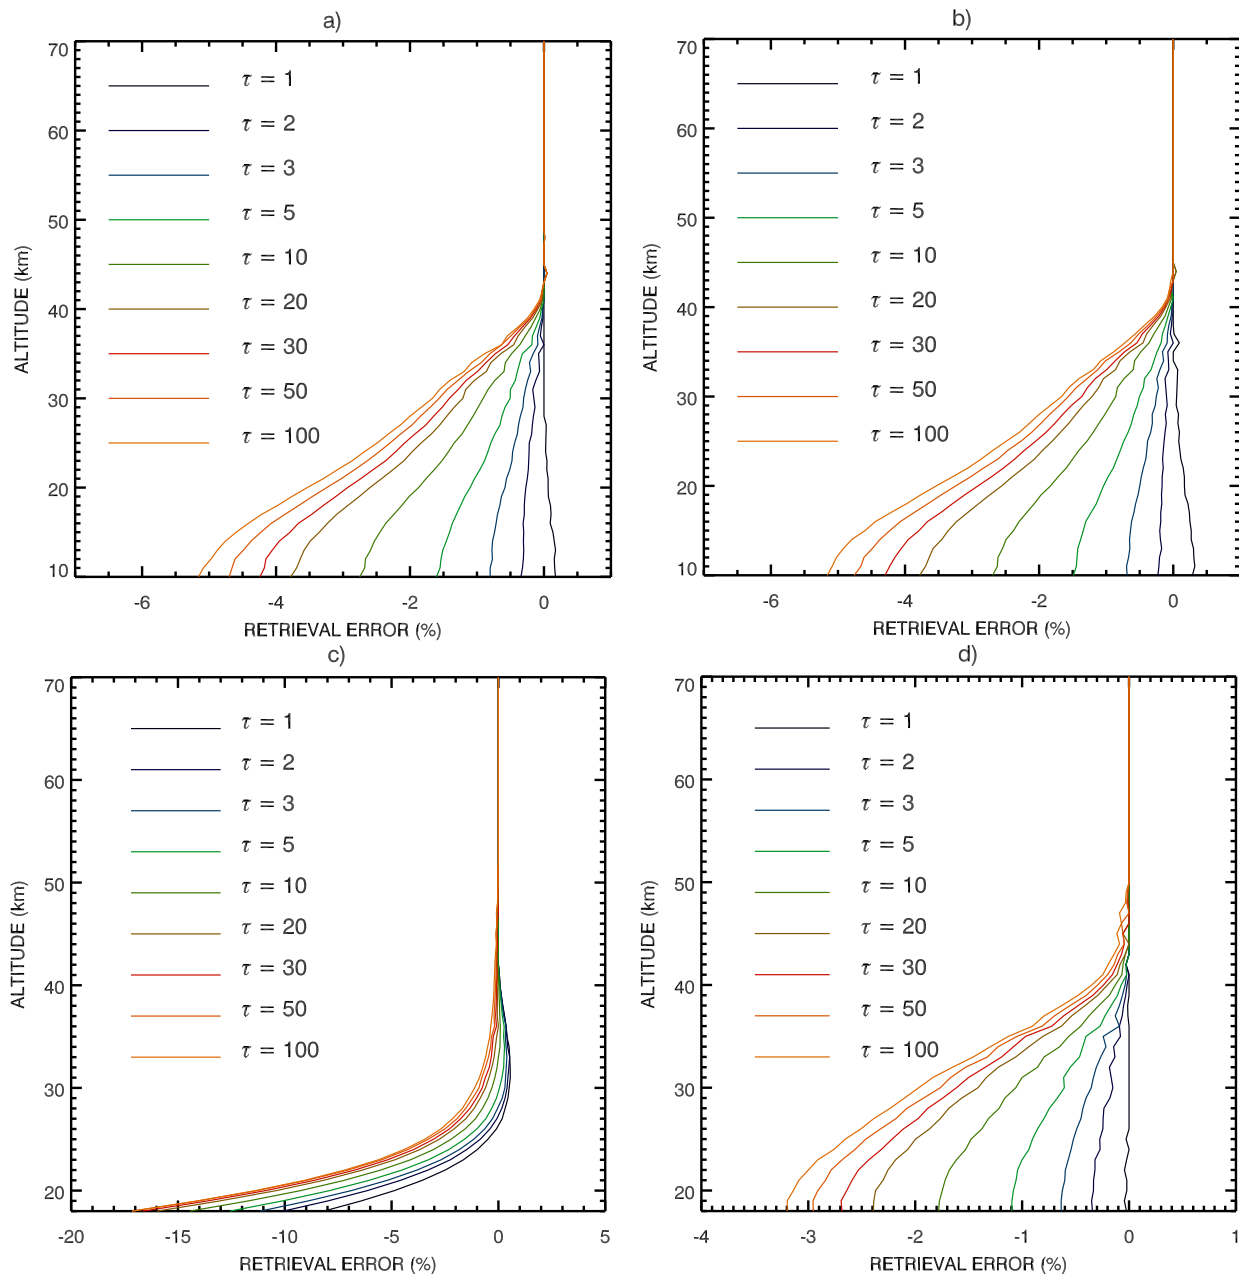 a)
70
60
50
40
30
20
10
ALTITUDE (km)
τ = 1
τ = 2
τ = 3
τ = 5
τ = 10
τ = 20
τ = 30
τ = 50
τ = 100
-6 -4 -2 0
RETRIEVAL ERROR (%)
b)
70
60
50
40
30
20
10
ALTITUDE (km)
τ = 1
τ = 2
τ = 3
τ = 5
τ = 10
τ = 20
τ = 30
τ = 50
τ = 100
-6 -4 -2 0
RETRIEVAL ERROR (%)
c)
70
60
50
40
30
20
ALTITUDE (km)
τ = 1
τ = 2
τ = 3
τ = 5
τ = 10
τ = 20
τ = 30
τ = 50
τ = 100
-20 -15 -10 -5 0 5
RETRIEVAL ERROR (%)
d)
70
60
50
40
30
20
ALTITUDE (km)
τ = 1
τ = 2
τ = 3
τ = 5
τ = 10
τ = 20
τ = 30
τ = 50
τ = 100
-4 -3 -2 -1 0 1
RETRIEVAL ERROR (%)